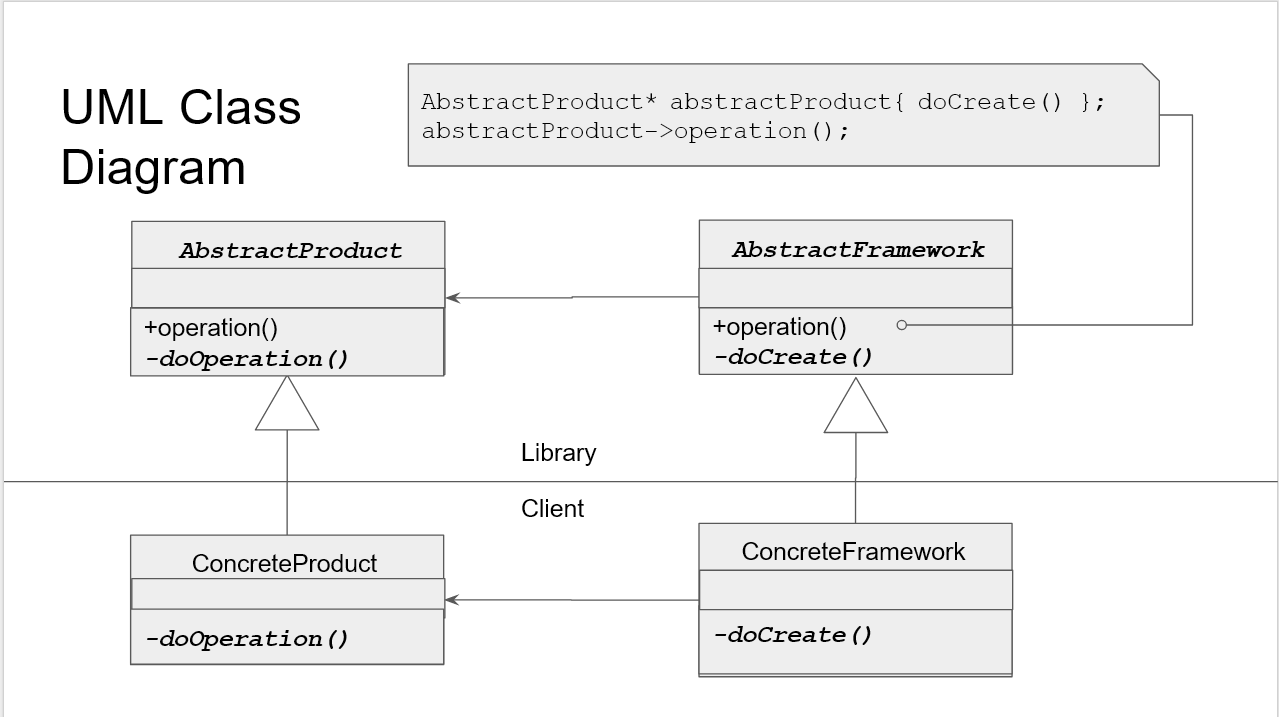 UML Class
Diagram
AbstractProduct* abstractProduct{ doCreate() };
abstractProduct->operation();
AbstractProduct
+operation()
-doOperation()
AbstractFramework
+operation()
-doCreate()
Library
Client
ConcreteProduct
-doOperation()
ConcreteFramework
-doCreate()